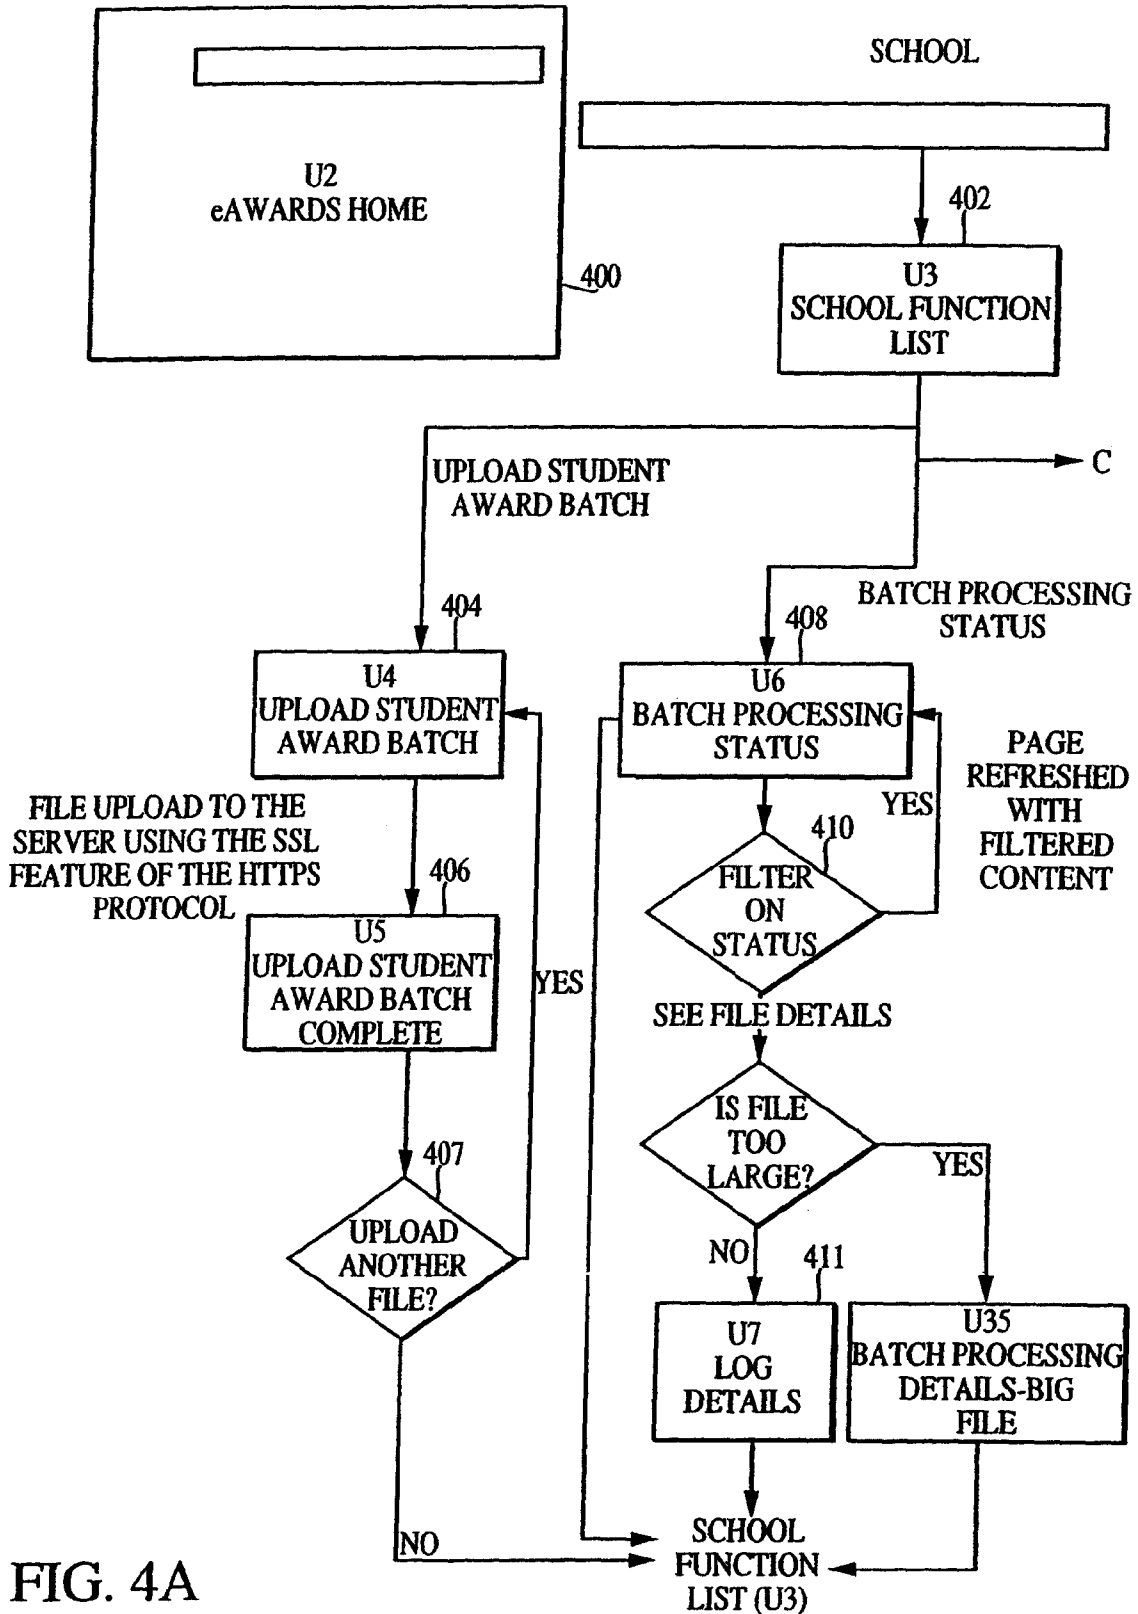 SCHOOL
U2
eAWARDS HOME
400
402
U3
SCHOOL FUNCTION
LIST
C
UPLOAD STUDENT
AWARD BATCH
BATCH PROCESSING
STATUS
404
408
U4
UPLOAD STUDENT
AWARD BATCH
U6
BATCH PROCESSING
STATUS
PAGE
REFRESHED
WITH
FILTERED
CONTENT
YES
FILE UPLOAD TO THE
SERVER USING THE SSL
FEATURE OF THE HTTPS
PROTOCOL
406
410
FILTER
ON
STATUS
U5
UPLOAD STUDENT
AWARD BATCH
COMPLETE
YES
SEE FILE DETAILS
IS FILE
TOO
LARGE?
YES
NO
407
UPLOAD
ANOTHER
FILE?
411
U7
LOG
DETAILS
U35
BATCH PROCESSING
DETAILS-BIG
FILE
NO
SCHOOL
FUNCTION
LIST (U3)
FIG. 4A